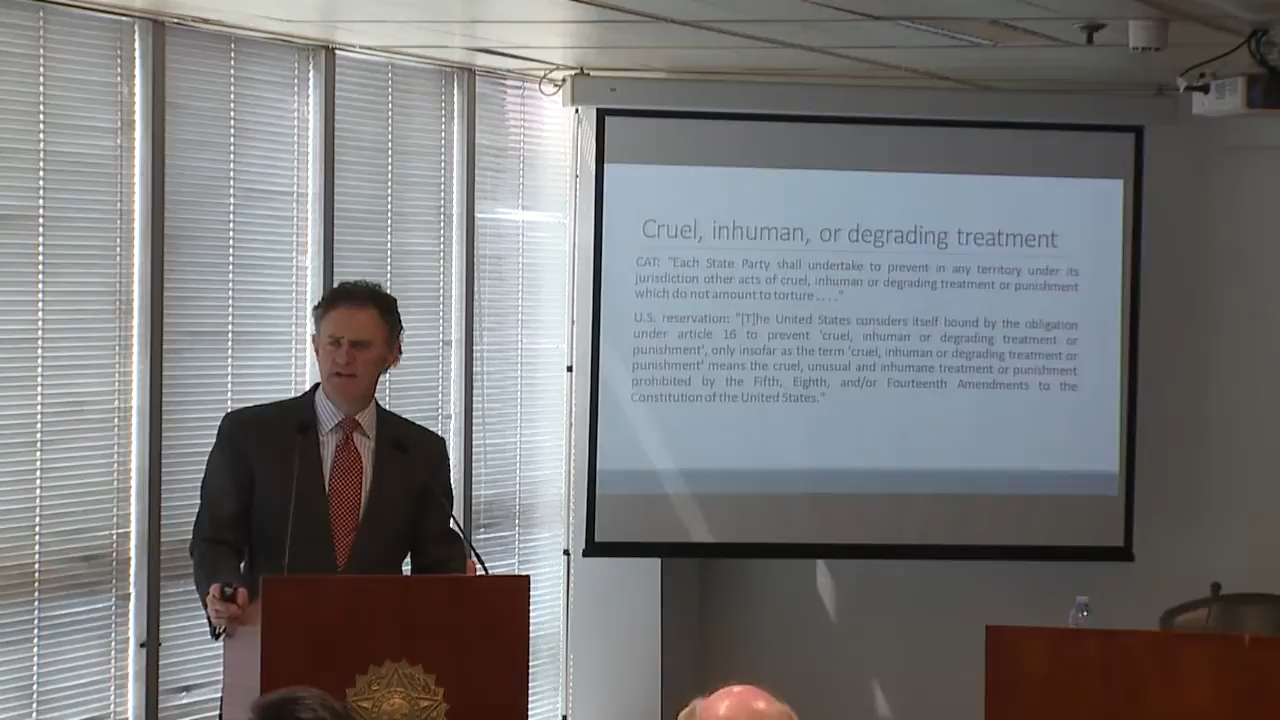 Cruel, inhuman, or degrading treatment
CAT: "Each State Party shall undertake to prevent in any territory under its
jurisdiction other acts of cruel, inhuman or degrading treatment or punishment
which do not amount to torture . . . ."
U.S. reservation: "[T]he United States considers itself bound by the obligation
under article 16 to prevent 'cruel, inhuman or degrading treatment or
punishment', only insofar as the term 'cruel, inhuman or degrading treatment or
punishment' means the cruel, unusual and inhumane treatment or punishment
prohibited by the Fifth, Eighth, and/or Fourteenth Amendments to the
Constitution of the United States."